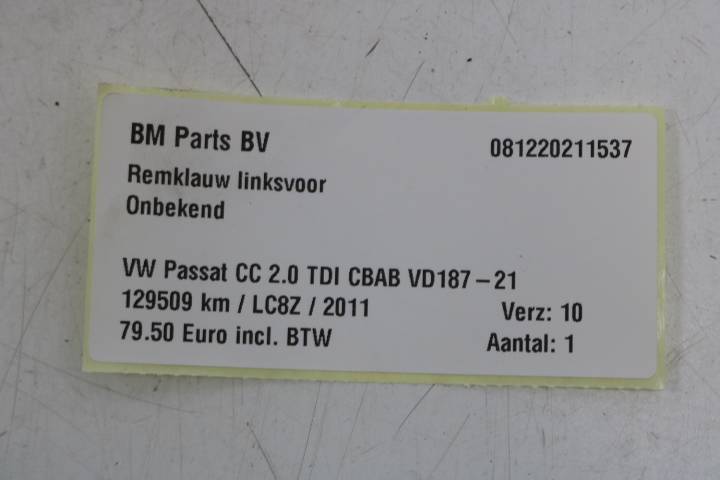 BM Parts BV 081220211537
Remklauw linksvoor
Onbekend
VW Passat CC 2.0 TDI CBAB VD187-21
129509 km / LC8Z / 2011 Verz: 10
79.50 Euro incl. BTW Aantal: 1